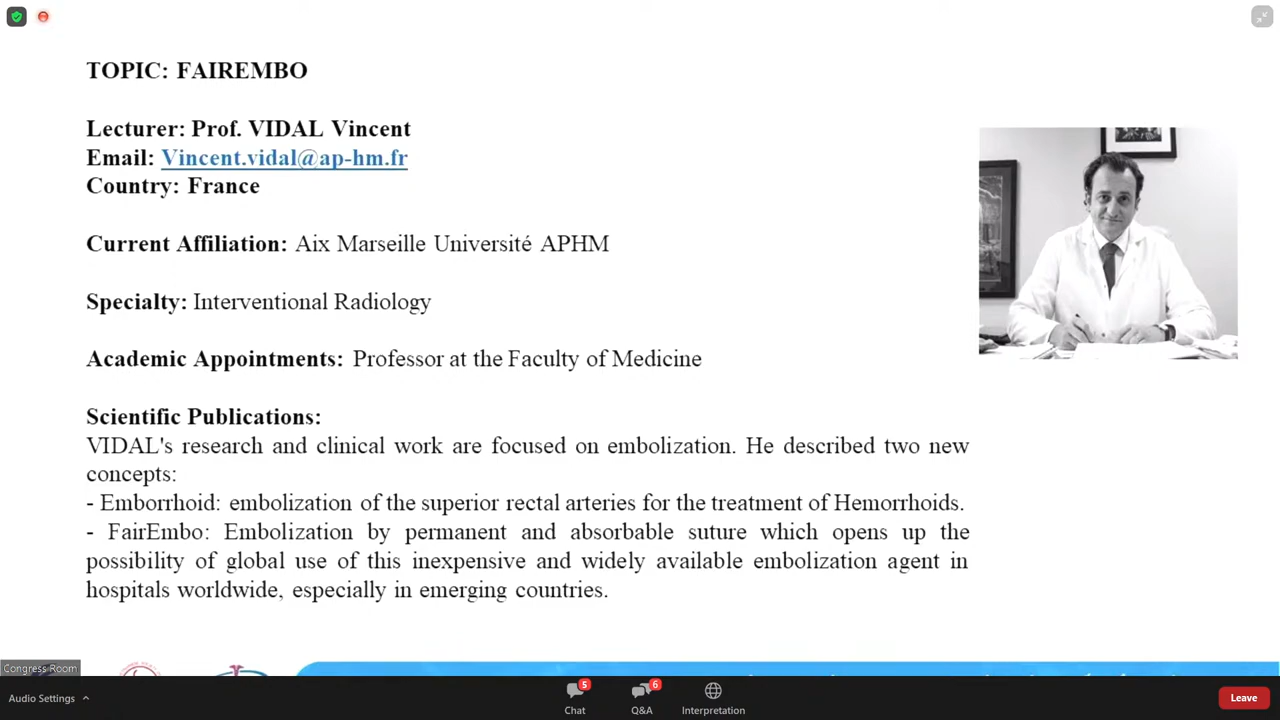 TOPIC: FAIREMBO
Lecturer: Prof. VIDAL Vincent
Email: Vincent.vidal@ap-hm.fr
Country: France
Current Affiliation: Aix Marseille Université APHM
Specialty: Interventional Radiology
Academic Appointments: Professor at the Faculty of Medicine
Scientific Publications:
VIDAL's research and clinical work are focused on embolization. He described two new
concepts:
- Emborrhoid: embolization of the superior rectal arteries for the treatment of Hemorrhoids.
- FairEmbo: Embolization by permanent and absorbable suture which opens up the
possibility of global use of this inexpensive and widely available embolization agent in
hospitals worldwide, especially in emerging countries.
Congress Room
Audio Settings
5
Chat
6
Q&A
Interpretation
Leave